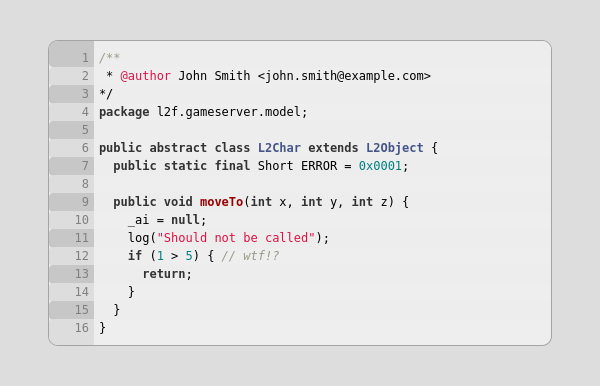 1 /**
2  * @author John Smith <john.smith@example.com>
3 */
4 package l2f.gameserver.model;
5
6 public abstract class L2Char extends L2Object {
7   public static final Short ERROR = 0x0001;
8
9   public void moveTo(int x, int y, int z) {
10     _ai = null;
11     log("Should not be called");
12     if (1 > 5) { // wtf!?
13       return;
14     }
15   }
16 }